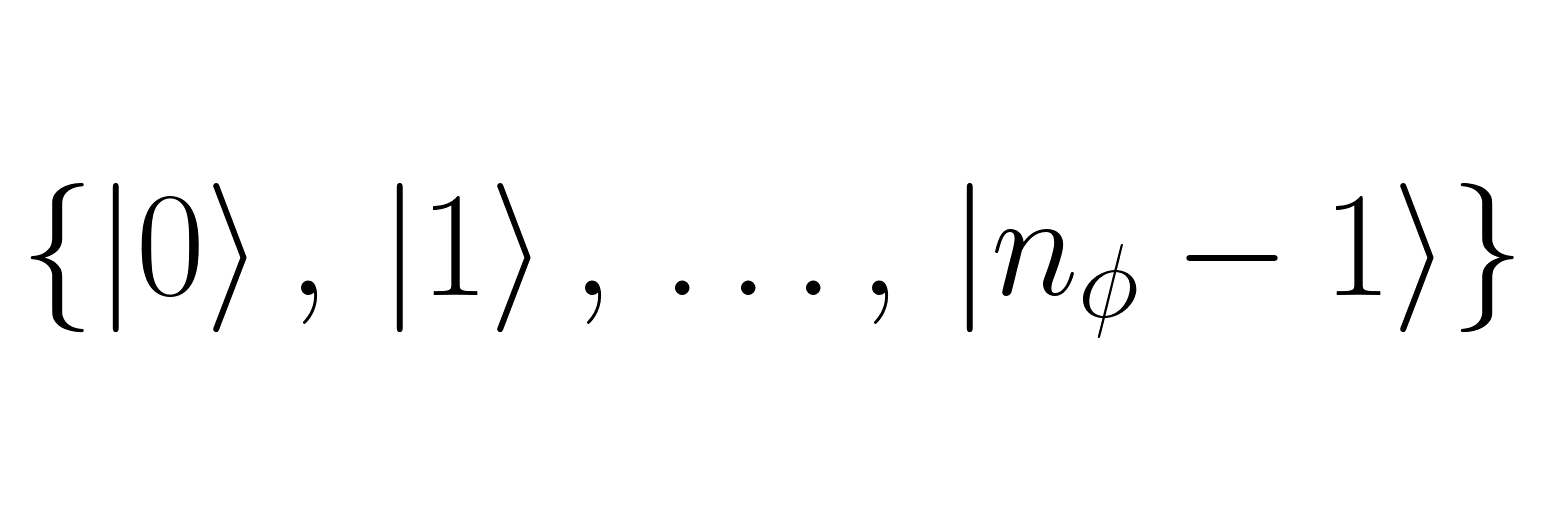 {|0⟩, |1⟩, ..., |n_ϕ − 1⟩}